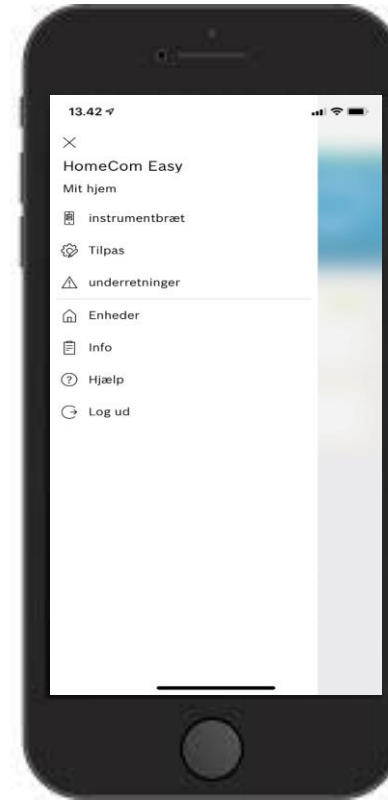 13.42
HomeCom Easy
Mit hjem
instrumentbræt
Tilpas
underretninger
Enheder
Info
Hjælp
Log ud